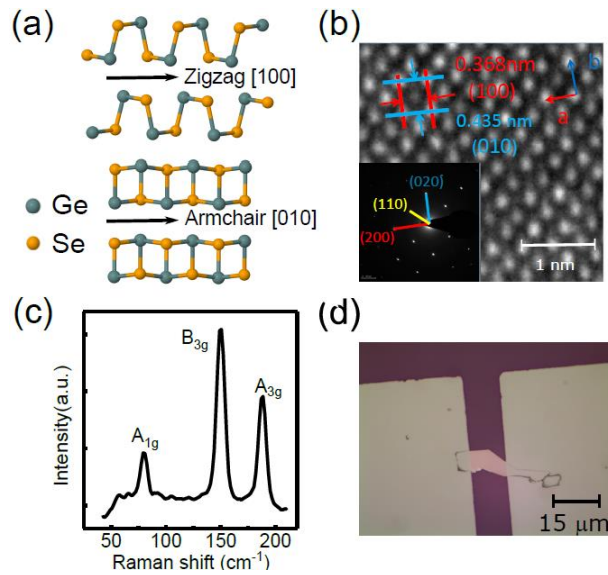 (a)
Zigzag [100]
Ge
Se
Armchair [010]
(b)
0.368nm
(100)
0.435 nm
(010)
b
a
(020)
(110)
(200)
1 nm
(c)
Intensity(a.u.)
A1g
B3g
A3g
50 100 150 200
Raman shift (cm-1)
(d)
15 μm